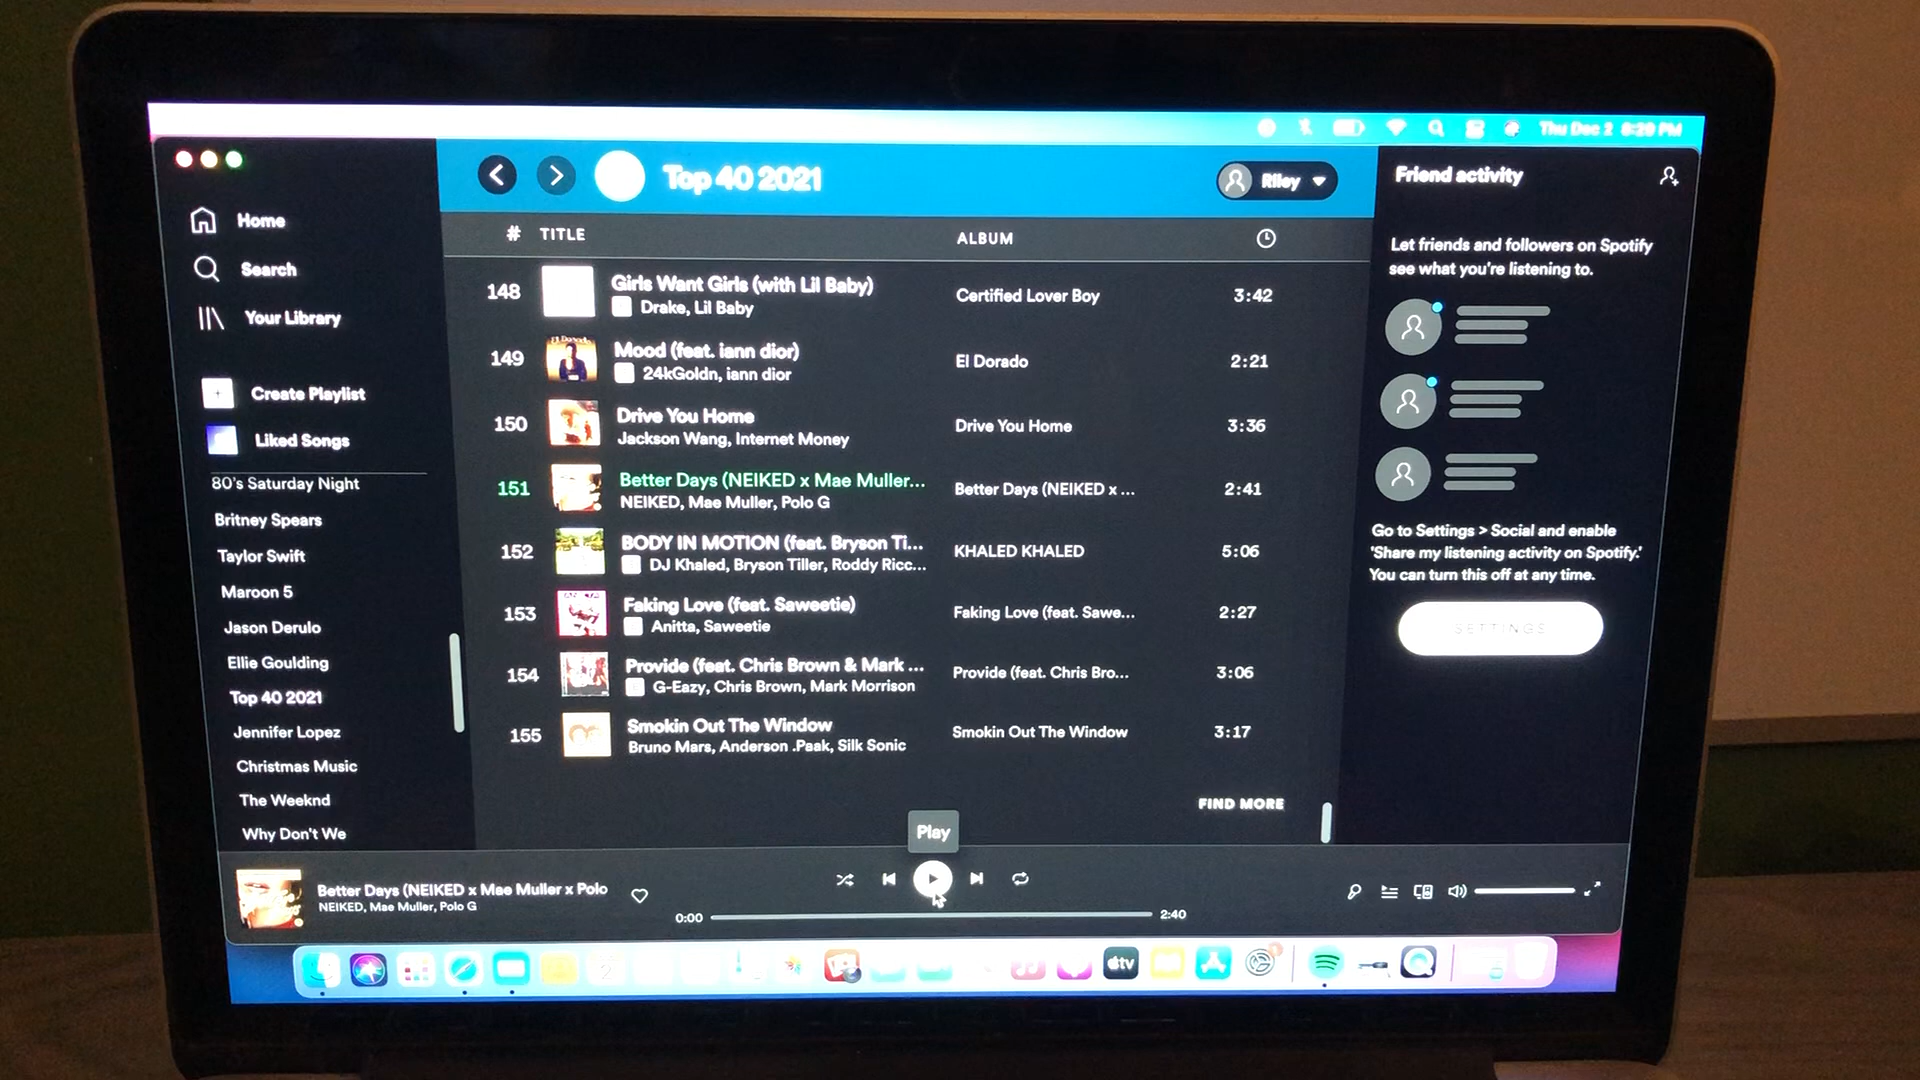 Thu Dec 2 6:29 PM
Home
Search
Your Library
Create Playlist
Liked Songs
80's Saturday Night
Britney Spears
Taylor Swift
Maroon 5
Jason Derulo
Ellie Goulding
Top 40 2021
Jennifer Lopez
Christmas Music
The Weeknd
Why Don't We
Top 40 2021
Riley
# TITLE ALBUM
148 Girls Want Girls (with Lil Baby) Certified Lover Boy 3:42
Drake, Lil Baby
149 Mood (feat. iann dior) El Dorado 2:21
24kGoldn, iann dior
150 Drive You Home Drive You Home 3:36
Jackson Wang, Internet Money
151 Better Days (NEIKED x Mae Muller... Better Days (NEIKED x ... 2:41
NEIKED, Mae Muller, Polo G
152 BODY IN MOTION (feat. Bryson Ti... KHALED KHALED 5:06
DJ Khaled, Bryson Tiller, Roddy Ricc...
153 Faking Love (feat. Saweetie) Faking Love (feat. Sawe... 2:27
Anitta, Saweetie
154 Provide (feat. Chris Brown & Mark ... Provide (feat. Chris Bro... 3:06
G-Eazy, Chris Brown, Mark Morrison
155 Smokin Out The Window Smokin Out The Window 3:17
Bruno Mars, Anderson .Paak, Silk Sonic
FIND MORE
Friend activity
Let friends and followers on Spotify
see what you're listening to.
Go to Settings > Social and enable
'Share my listening activity on Spotify.'
You can turn this off at any time.
SETTINGS
Play
Better Days (NEIKED x Mae Muller x Polo
NEIKED, Mae Muller, Polo G
0:00 2:40
2
tv